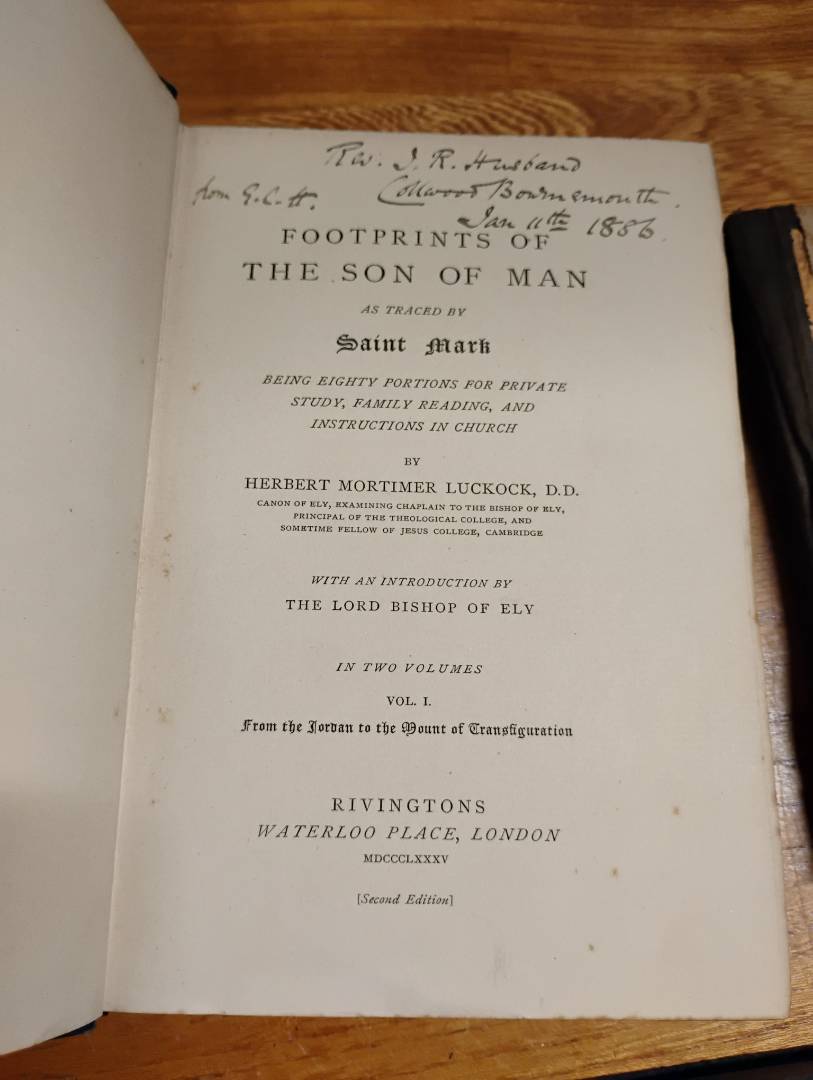 Rev. J. R. Husband
from G. C. H.
Collwood Bournemouth.
Jan 11th 1886.
FOOTPRINTS OF
THE SON OF MAN
AS TRACED BY
Saint Mark
BEING EIGHTY PORTIONS FOR PRIVATE
STUDY, FAMILY READING, AND
INSTRUCTIONS IN CHURCH
BY
HERBERT MORTIMER LUCKOCK, D.D.
CANON OF ELY, EXAMINING CHAPLAIN TO THE BISHOP OF ELY,
PRINCIPAL OF THE THEOLOGICAL COLLEGE, AND
SOMETIME FELLOW OF JESUS COLLEGE, CAMBRIDGE
WITH AN INTRODUCTION BY
THE LORD BISHOP OF ELY
IN TWO VOLUMES
VOL. I.
From the Jordan to the Mount of Transfiguration
RIVINGTONS
WATERLOO PLACE, LONDON
MDCCCLXXXV
[Second Edition]